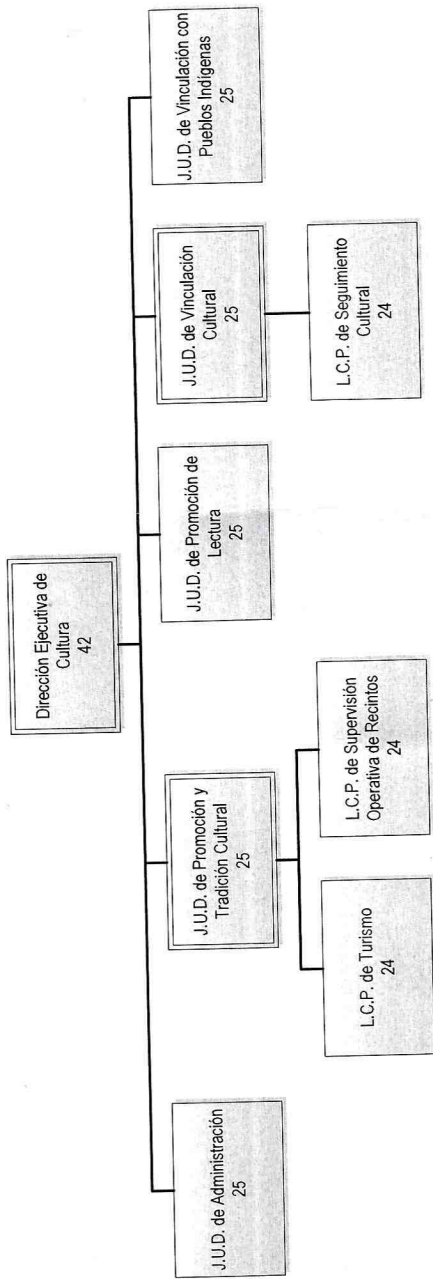 Dirección Ejecutiva de
Cultura
42
J.U.D. de Administración
25
J.U.D. de Promoción y
Tradición Cultural
25
J.U.D. de Promoción de
Lectura
25
J.U.D. de Vinculación
Cultural
25
J.U.D. de Vinculación con
Pueblos Indígenas
25
L.C.P. de Turismo
24
L.C.P. de Supervisión
Operativa de Recintos
24
L.C.P. de Seguimiento
Cultural
24